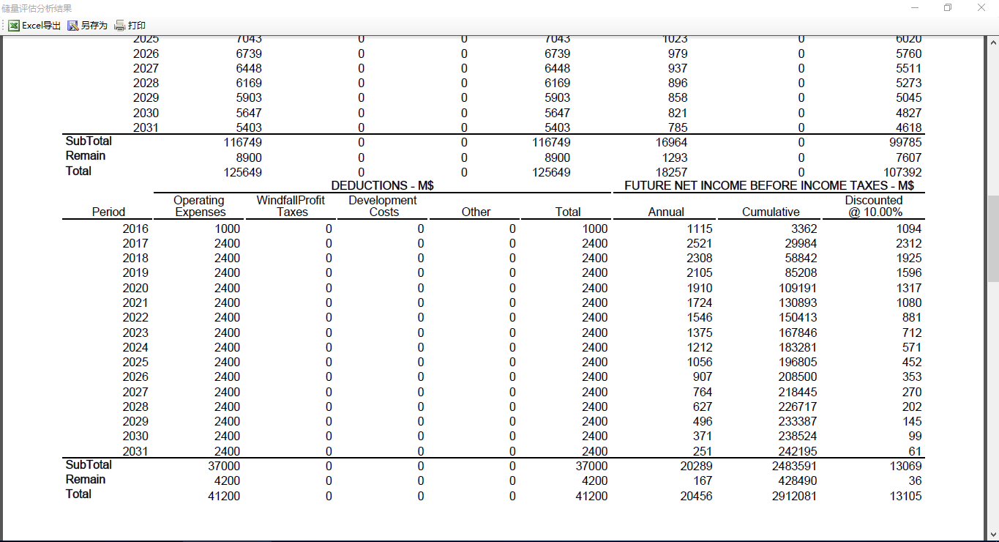 储量评估分析结果
Excel导出 另存为 打印
2025 7043 0 0 7043 1023 0 6020
2026 6739 0 0 6739 979 0 5760
2027 6448 0 0 6448 937 0 5511
2028 6169 0 0 6169 896 0 5273
2029 5903 0 0 5903 858 0 5045
2030 5647 0 0 5647 821 0 4827
2031 5403 0 0 5403 785 0 4618
SubTotal 116749 0 0 116749 16964 0 99785
Remain 8900 0 0 8900 1293 0 7607
Total 125649 0 0 125649 18257 0 107392
DEDUCTIONS - M$ FUTURE NET INCOME BEFORE INCOME TAXES - M$
Operating WindfallProfit Development Discounted
Period Expenses Taxes Costs Other Total Annual Cumulative @ 10.00%
2016 1000 0 0 0 1000 1115 3362 1094
2017 2400 0 0 0 2400 2521 29984 2312
2018 2400 0 0 0 2400 2308 58842 1925
2019 2400 0 0 0 2400 2105 85208 1596
2020 2400 0 0 0 2400 1910 109191 1317
2021 2400 0 0 0 2400 1724 130893 1080
2022 2400 0 0 0 2400 1546 150413 881
2023 2400 0 0 0 2400 1375 167846 712
2024 2400 0 0 0 2400 1212 183281 571
2025 2400 0 0 0 2400 1056 196805 452
2026 2400 0 0 0 2400 907 208500 353
2027 2400 0 0 0 2400 764 218445 270
2028 2400 0 0 0 2400 627 226717 202
2029 2400 0 0 0 2400 496 233387 145
2030 2400 0 0 0 2400 371 238524 99
2031 2400 0 0 0 2400 251 242195 61
SubTotal 37000 0 0 0 37000 20289 2483591 13069
Remain 4200 0 0 0 4200 167 428490 36
Total 41200 0 0 0 41200 20456 2912081 13105